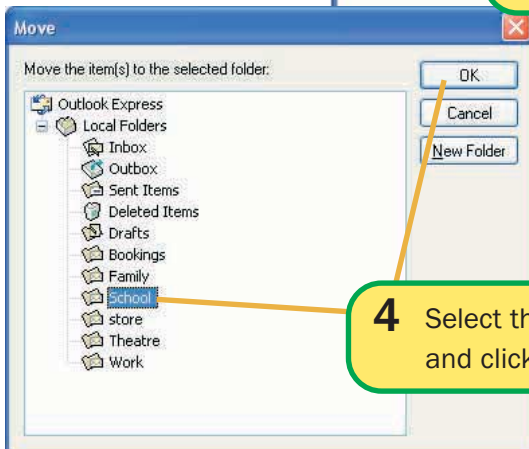 Move
Move the item(s) to the selected folder:
OK
Cancel
New Folder
Outlook Express
Local Folders
Inbox
Outbox
Sent Items
Deleted Items
Drafts
Bookings
Family
School
store
Theatre
Work
4 Select th
and click